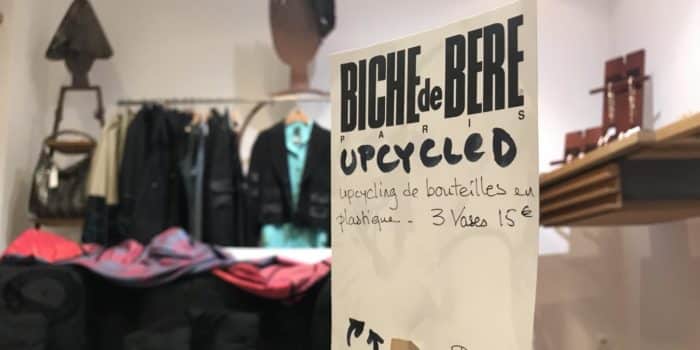 BICHE de BERE
PARIS
UPCYCLED
upcycling de bouteilles en
plastique - 3 Vases 15€